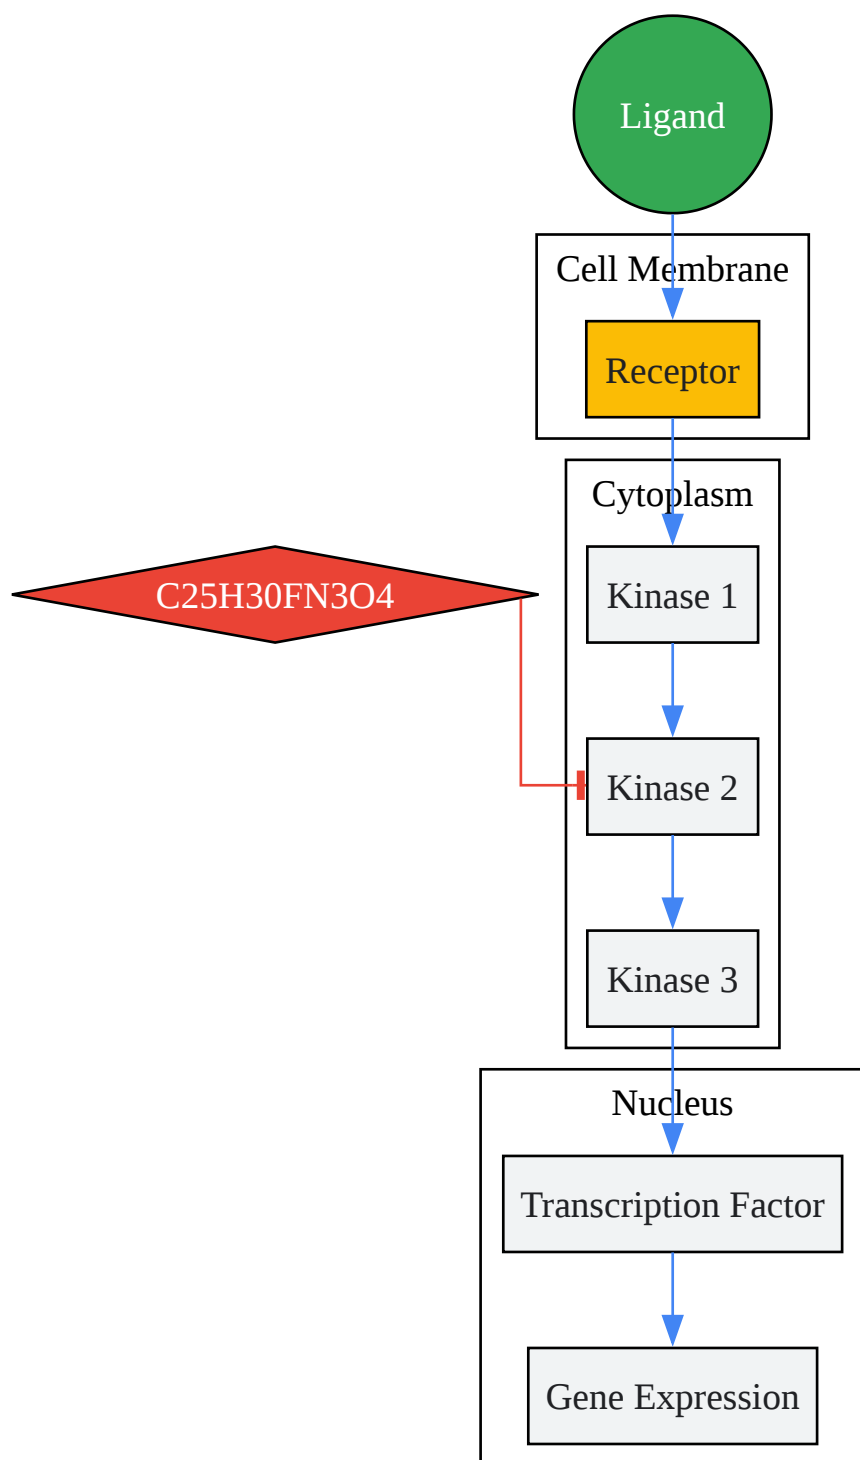 Ligand
Cell Membrane
Receptor
Cytoplasm
C25H30FN3O4
Kinase 1
Kinase 2
Kinase 3
Nucleus
Transcription Factor
Gene Expression